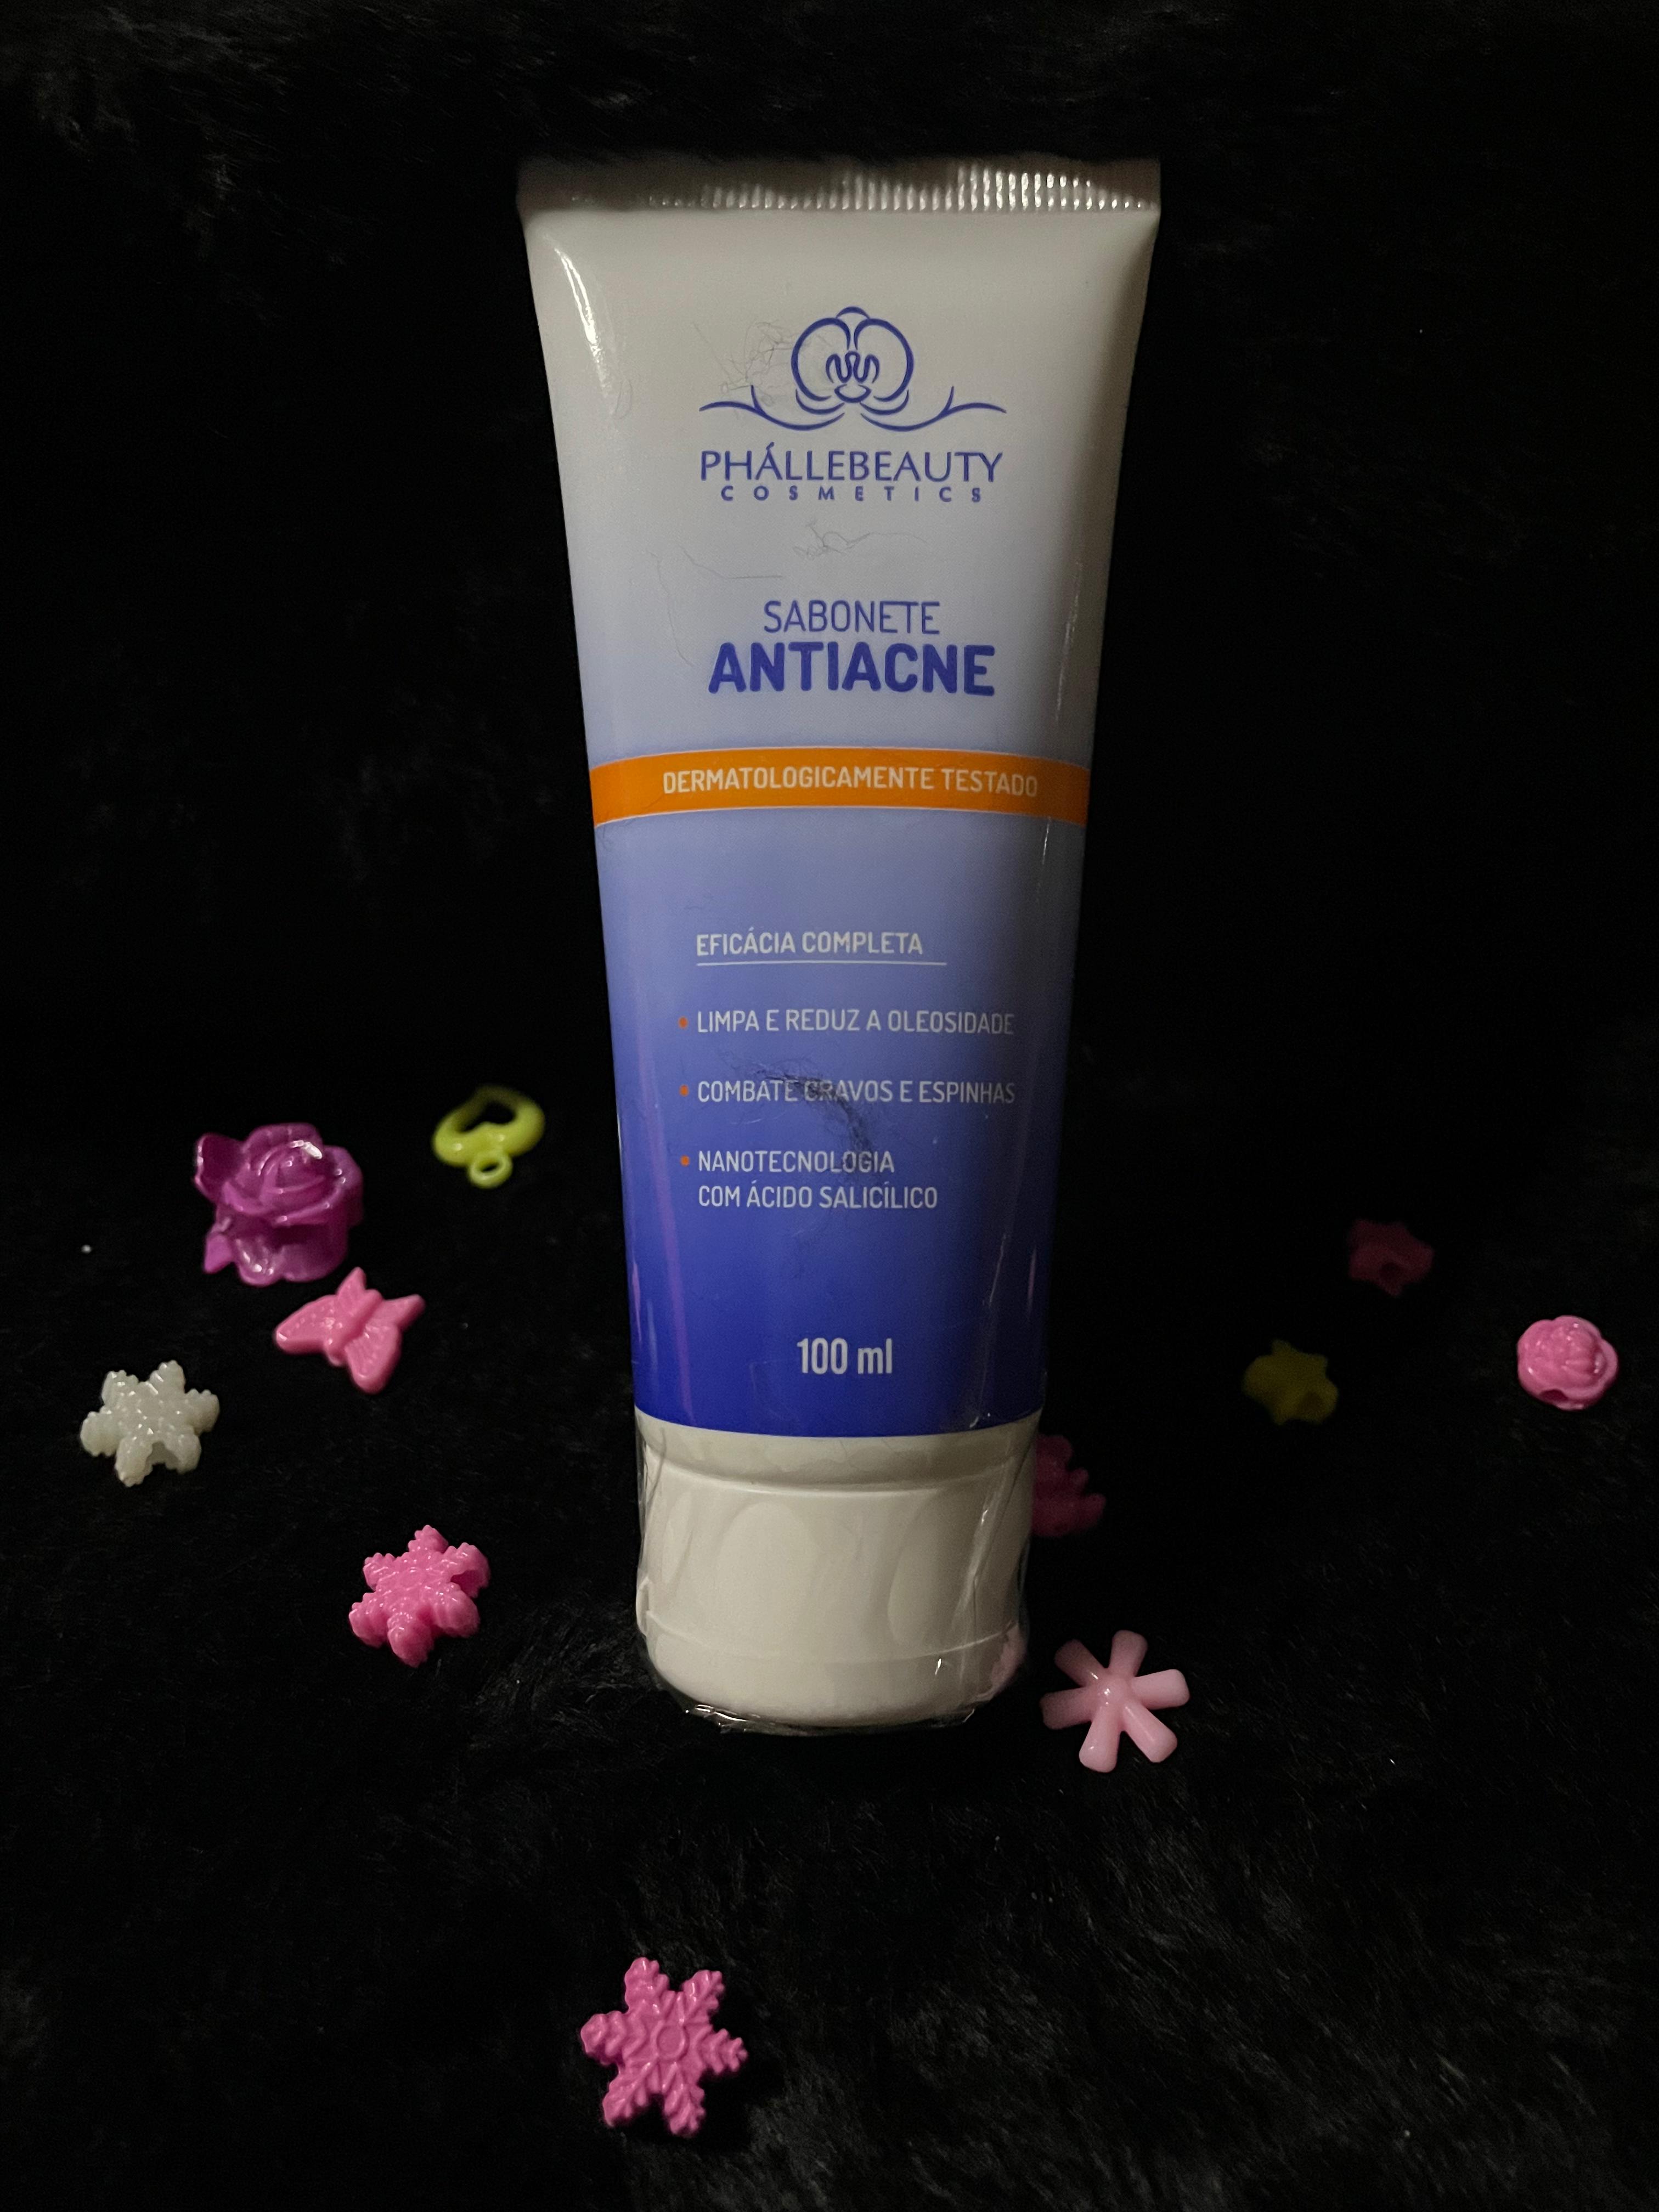 PHÁLLEBEAUTY
COSMETICS
SABONETE
ANTIACNE
DERMATOLOGICAMENTE TESTADO
EFICÁCIA COMPLETA
• LIMPA E REDUZ A OLEOSIDADE
• COMBATE CRAVOS E ESPINHAS
• NANOTECNOLOGIA
COM ÁCIDO SALICÍLICO
100 ml